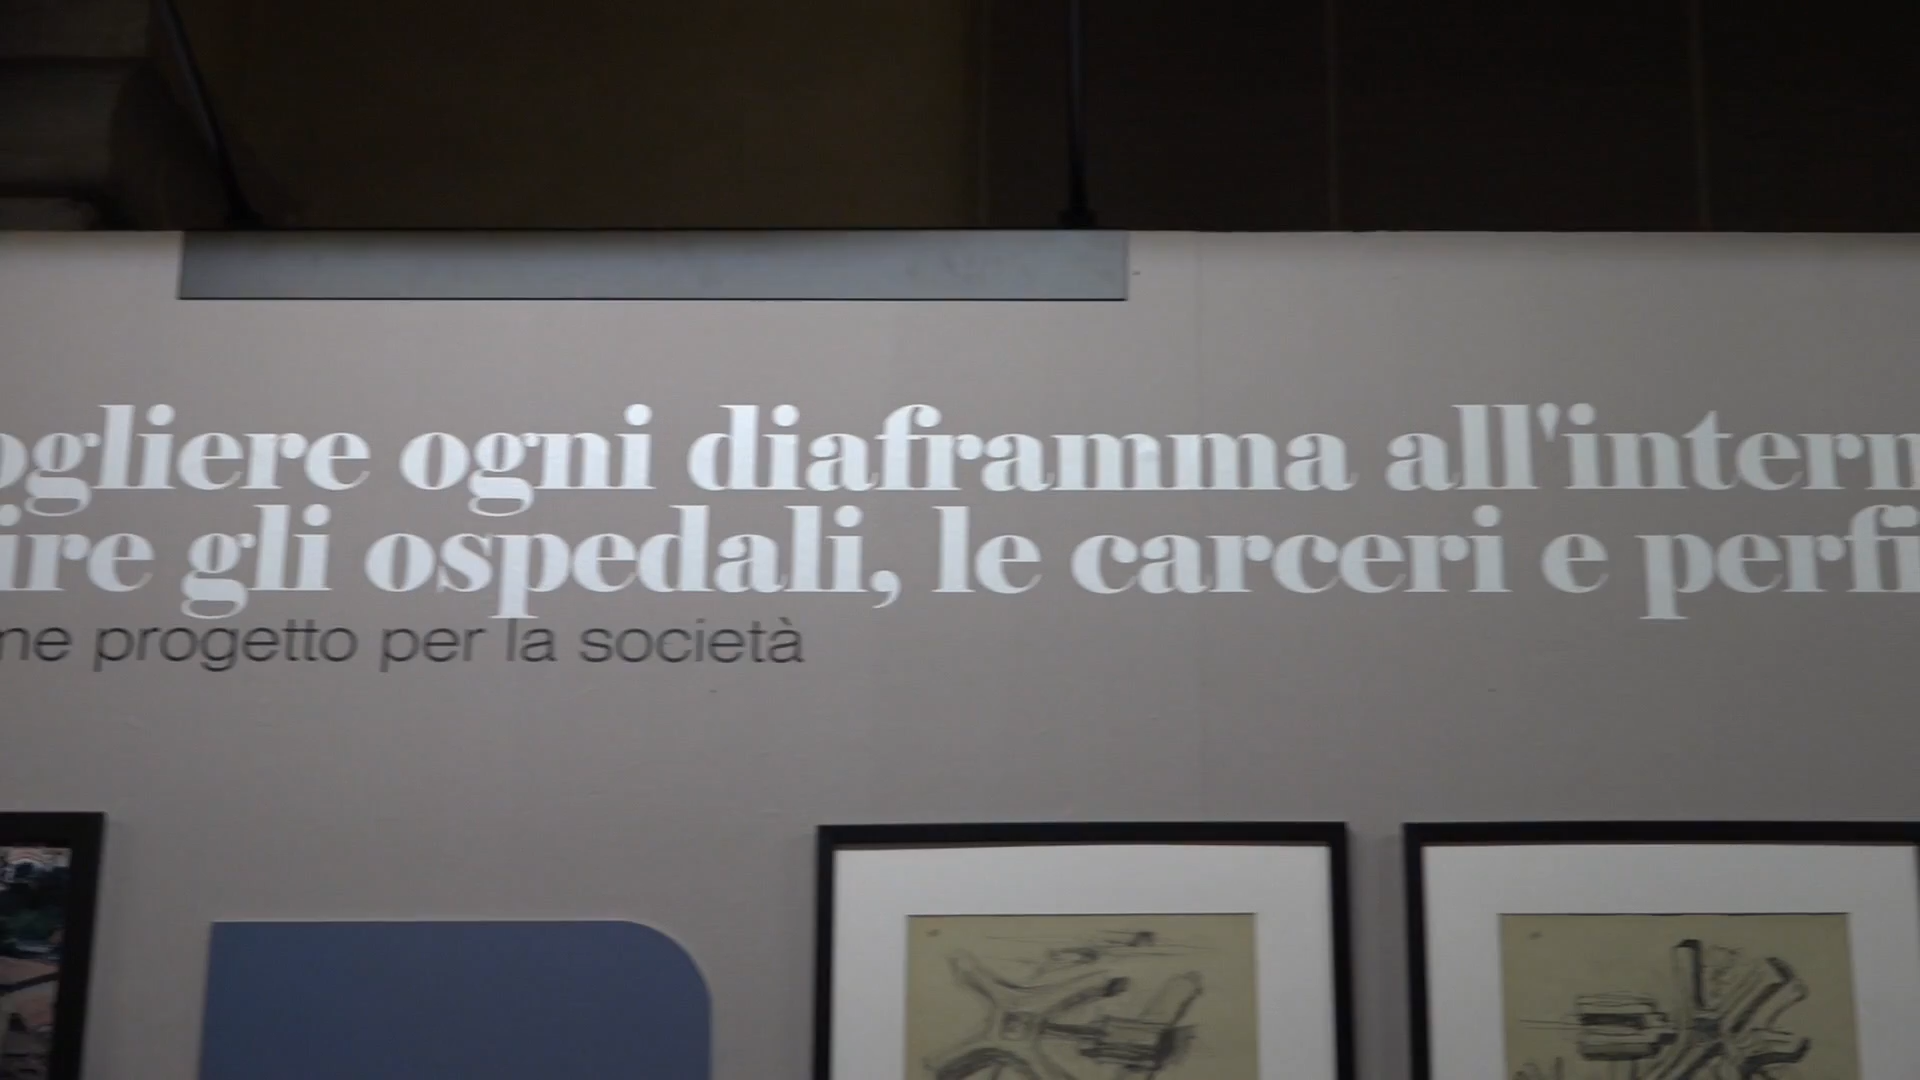 ogliere ogni diaframma all'intern
ire gli ospedali, le carceri e perfi
ne progetto per la società